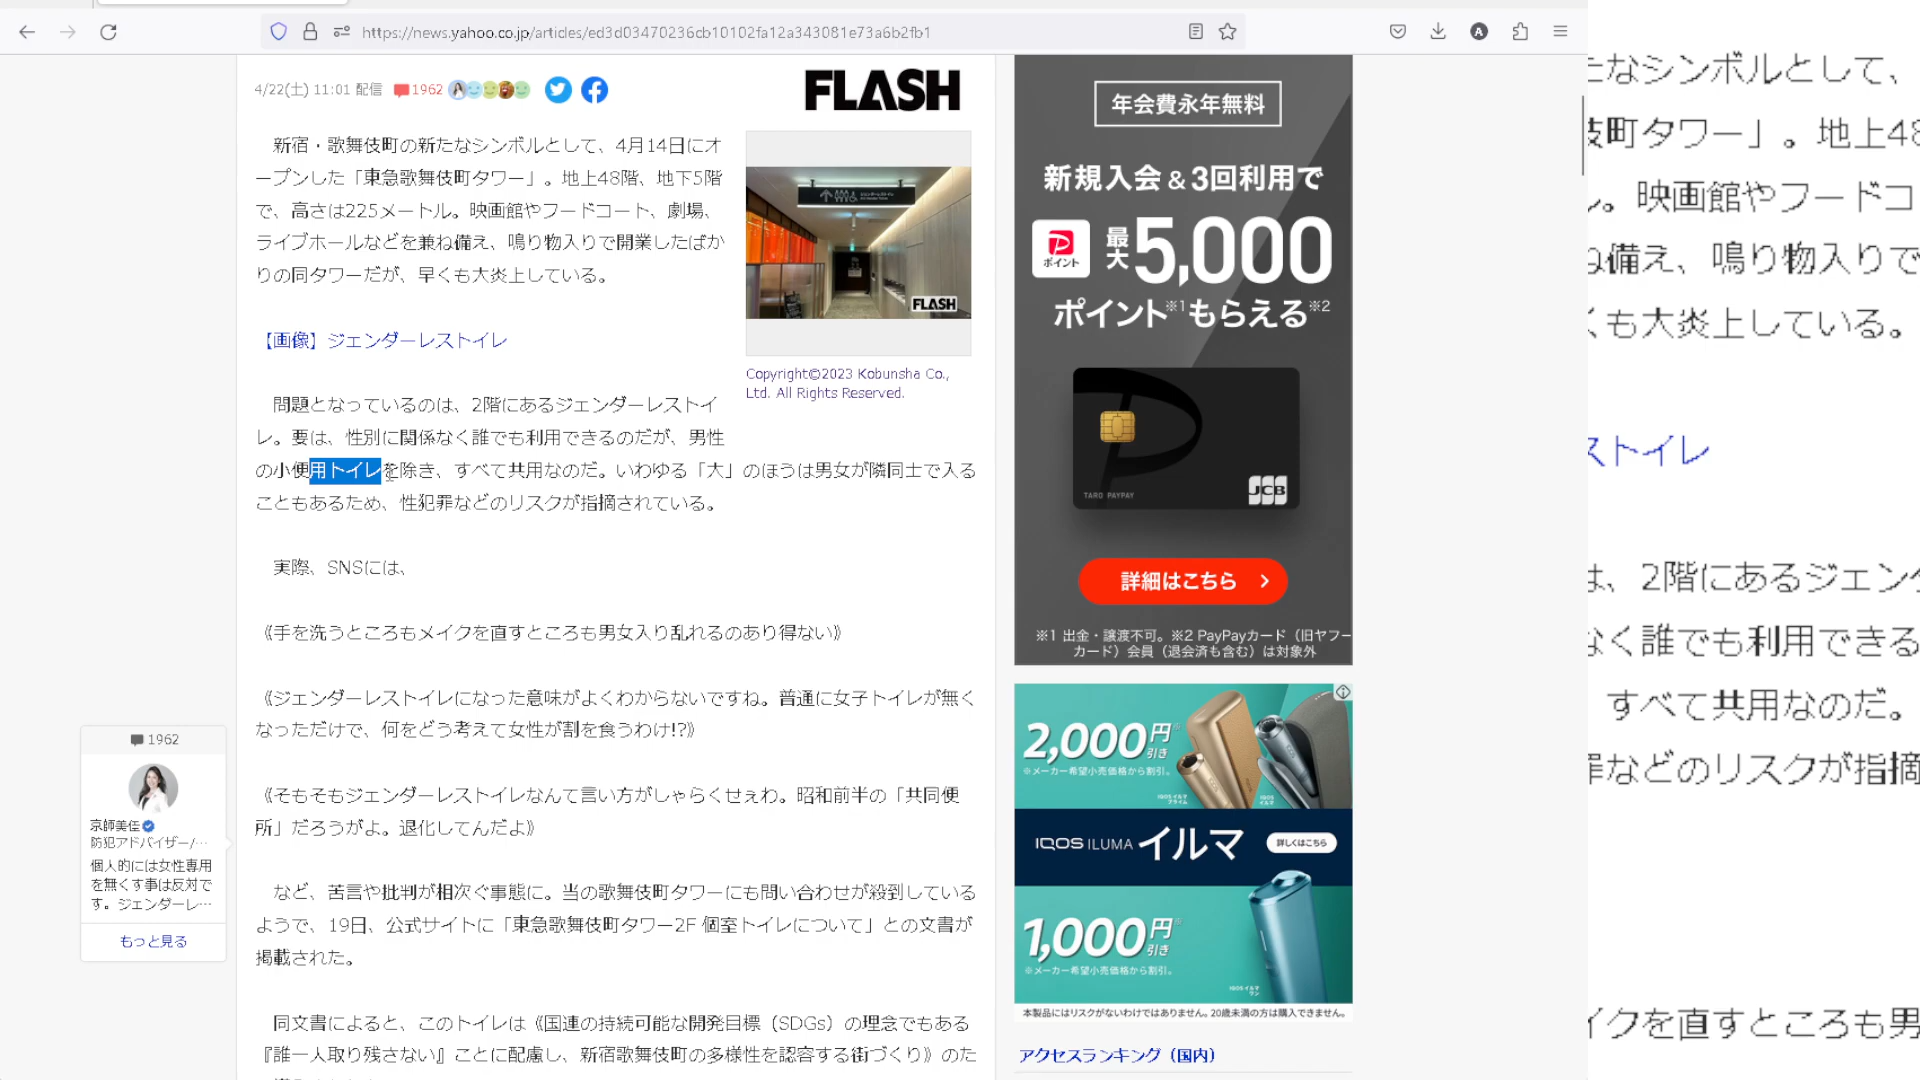 https://news.yahoo.co.jp/articles/ed3d03470236cb10102fa12a343081e73a6b2fb1
4/22(土) 11:01 配信 1962
FLASH
新宿・歌舞伎町の新たなシンボルとして、4月14日にオ
ープンした「東急歌舞伎町タワー」。地上48階、地下5階
で、高さは225メートル。映画館やフードコート、劇場、
ライブホールなどを兼ね備え、鳴り物入りで開業したばか
りの同タワーだが、早くも大炎上している。
【画像】ジェンダーレストイレ
ジェンダーレストイレ
FLASH
Copyright©2023 Kobunsha Co.,
Ltd. All Rights Reserved.
問題となっているのは、2階にあるジェンダーレストイ
レ。要は、性別に関係なく誰でも利用できるのだが、男性
の小便用トイレを除き、すべて共用なのだ。いわゆる「大」のほうは男女が隣同士で入る
こともあるため、性犯罪などのリスクが指摘されている。
実際、SNSには、
《手を洗うところもメイクを直すところも男女入り乱れるのあり得ない》
《ジェンダーレストイレになった意味がよくわからないですね。普通に女子トイレが無く
なっただけで、何をどう考えて女性が割を食うわけ!?》
《そもそもジェンダーレストイレなんて言い方がしゃらくせぇわ。昭和前半の「共同便
所」だろうがよ。退化してんだよ》
など、苦言や批判が相次ぐ事態に。当の歌舞伎町タワーにも問い合わせが殺到している
ようで、19日、公式サイトに「東急歌舞伎町タワー2F 個室トイレについて」との文書が
掲載された。
同文書によると、このトイレは《国連の持続可能な開発目標（SDGs）の理念でもある
『誰一人取り残さない』ことに配慮し、新宿歌舞伎町の多様性を認容する街づくり》のた
1962
京師美佳
防犯アドバイザー/…
個人的には女性専用
を無くす事は反対で
す。ジェンダーレ…
もっと見る
年会費永年無料
新規入会&3回利用で
ポイント 最大5,000
ポイント※1もらえる※2
TARO PAYPAY
JCB
詳細はこちら
※1 出金・譲渡不可。※2 PayPayカード（旧ヤフー
カード）会員（退会済も含む）は対象外
2,000円引き※
※メーカー希望小売価格から割引。
IQOS イルマ プライム
IQOS イルマ
IQOS ILUMA イルマ
詳しくはこちら
1,000円引き※
※メーカー希望小売価格から割引。
IQOS イルマ ワン
本製品にはリスクがないわけではありません。20歳未満の方は購入できません。
アクセスランキング（国内）
たなシンボルとして、
伎町タワー」。地上48
ル。映画館やフードコ
ね備え、鳴り物入りで
くも大炎上している。
ストイレ
は、2階にあるジェンダ
なく誰でも利用できる
すべて共用なのだ。
罪などのリスクが指摘
イクを直すところも男